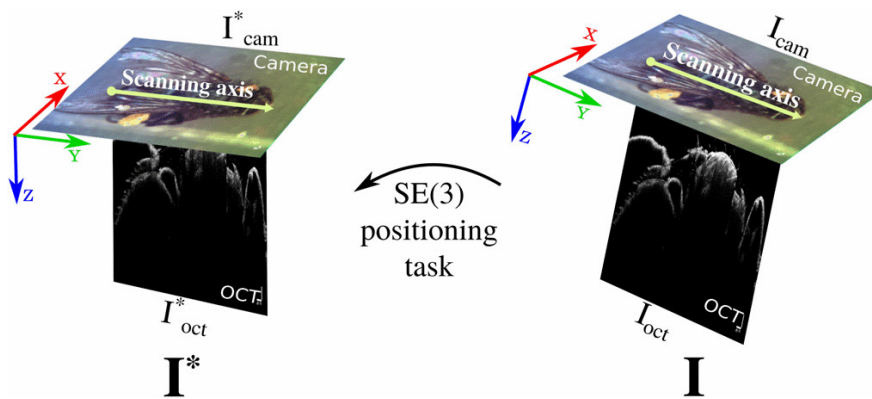 I*cam
Camera
Scanning axis
X
Y
Z
OCT
I*oct
I*
SE(3)
positioning
task
Icam
Camera
Scanning axis
X
Y
Z
OCT
Ioct
I